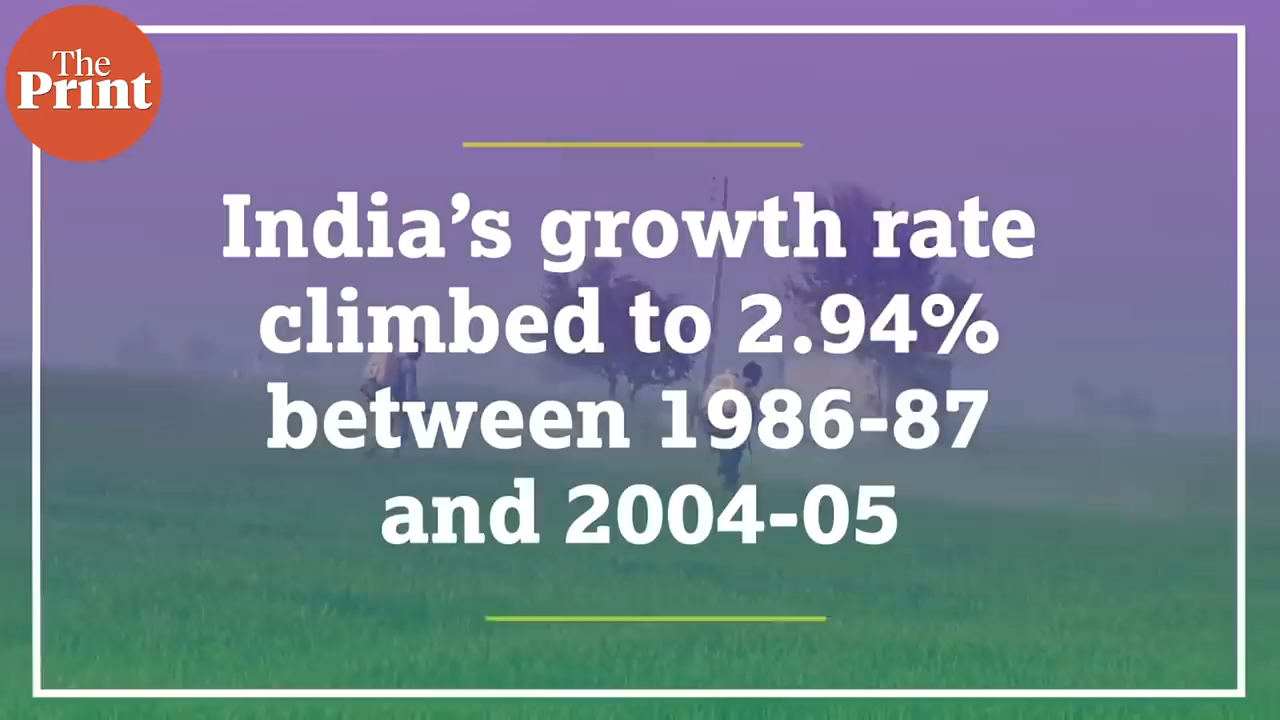 The
Print
India’s growth rate
climbed to 2.94%
between 1986-87
and 2004-05